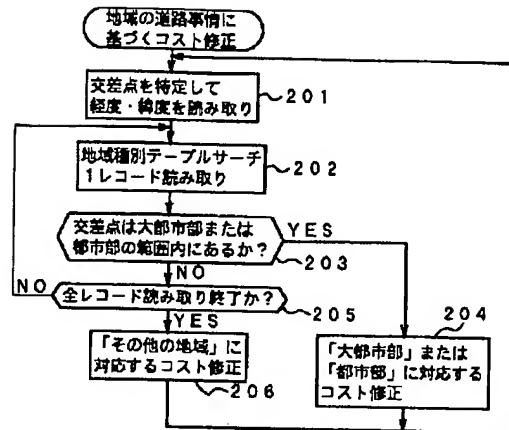 地域の道路事情に
基づくコスト修正
交差点を特定して
経度・緯度を読み取り
201
地域種別テーブルサーチ
1レコード読み取り
202
交差点は大都市部または
都市部の範囲内にあるか?
YES
203
NO
NO
全レコード読み取り終了か?
205
YES
204
「その他の地域」に
対応するコスト修正
206
「大都市部」または
「都市部」に対応する
コスト修正